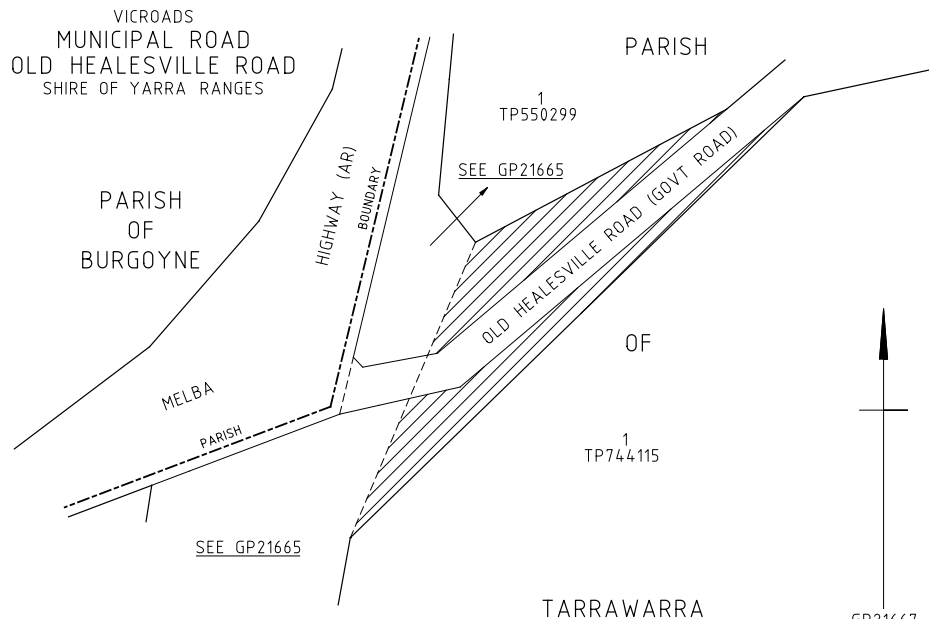 VICROADS
MUNICIPAL ROAD
OLD HEALESVILLE ROAD
SHIRE OF YARRA RANGES
PARISH
1
TP550299
SEE GP21665
HIGHWAY (AR)
BOUNDARY
PARISH
OF
BURGOYNE
OLD HEALESVILLE ROAD (GOVT ROAD)
OF
MELBA
PARISH
1
TP744115
SEE GP21665
TARRAWARRA
GP21667